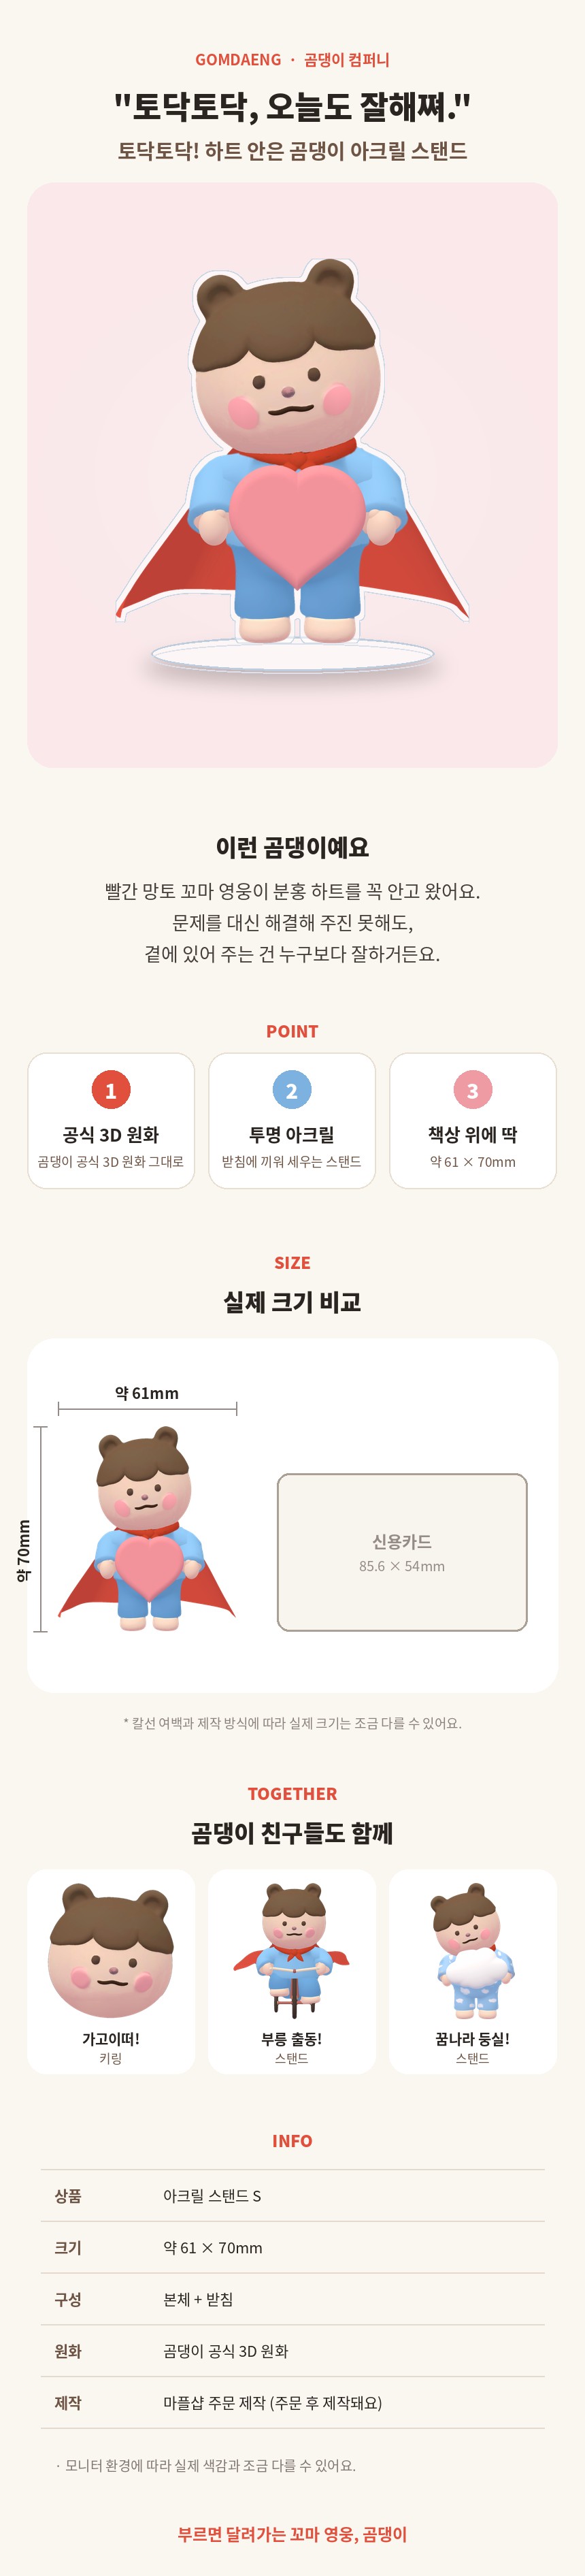 GOMDAENG · 곰댕이 컴퍼니
"토닥토닥, 오늘도 잘해쪄."
토닥토닥! 하트 안은 곰댕이 아크릴 스탠드
이런 곰댕이예요
빨간 망토 꼬마 영웅이 분홍 하트를 꼭 안고 왔어요.
문제를 대신 해결해 주진 못해도,
곁에 있어 주는 건 누구보다 잘하거든요.
POINT
1
공식 3D 원화
곰댕이 공식 3D 원화 그대로
2
투명 아크릴
받침에 끼워 세우는 스탠드
3
책상 위에 딱
약 61 × 70mm
SIZE
실제 크기 비교
약 61mm
약 70mm
신용카드
85.6 × 54mm
* 칼선 여백과 제작 방식에 따라 실제 크기는 조금 다를 수 있어요.
TOGETHER
곰댕이 친구들도 함께
가고이떠!
키링
부릉 출동!
스탠드
꿈나라 둥실!
스탠드
INFO
상품 아크릴 스탠드 S
크기 약 61 × 70mm
구성 본체 + 받침
원화 곰댕이 공식 3D 원화
제작 마플샵 주문 제작 (주문 후 제작돼요)
· 모니터 환경에 따라 실제 색감과 조금 다를 수 있어요.
부르면 달려가는 꼬마 영웅, 곰댕이